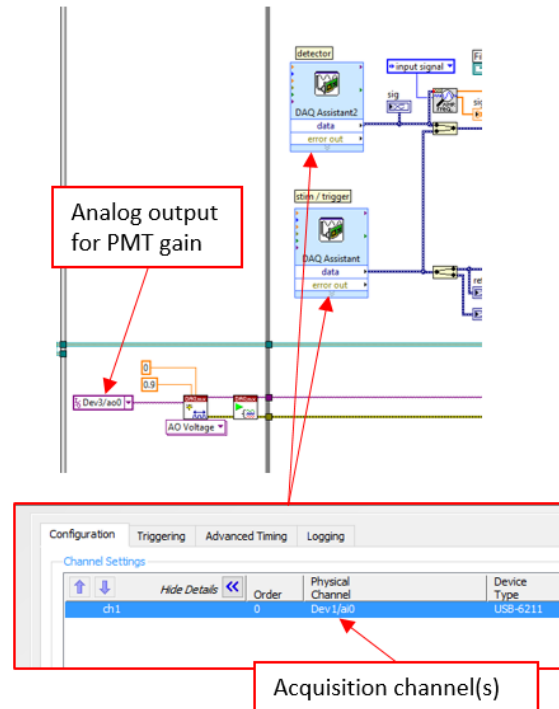 detector
input signal
DAQ Assistant2
data
error out
sig
stim / trigger
DAQ Assistant
data
error out
Analog output
for PMT gain
0
0.9
Dev3/ao0
AO Voltage
Configuration Triggering Advanced Timing Logging
Channel Settings
Hide Details Order Physical Channel Device Type
ch1 0 Dev1/ai0 USB-6211
Acquisition channel(s)